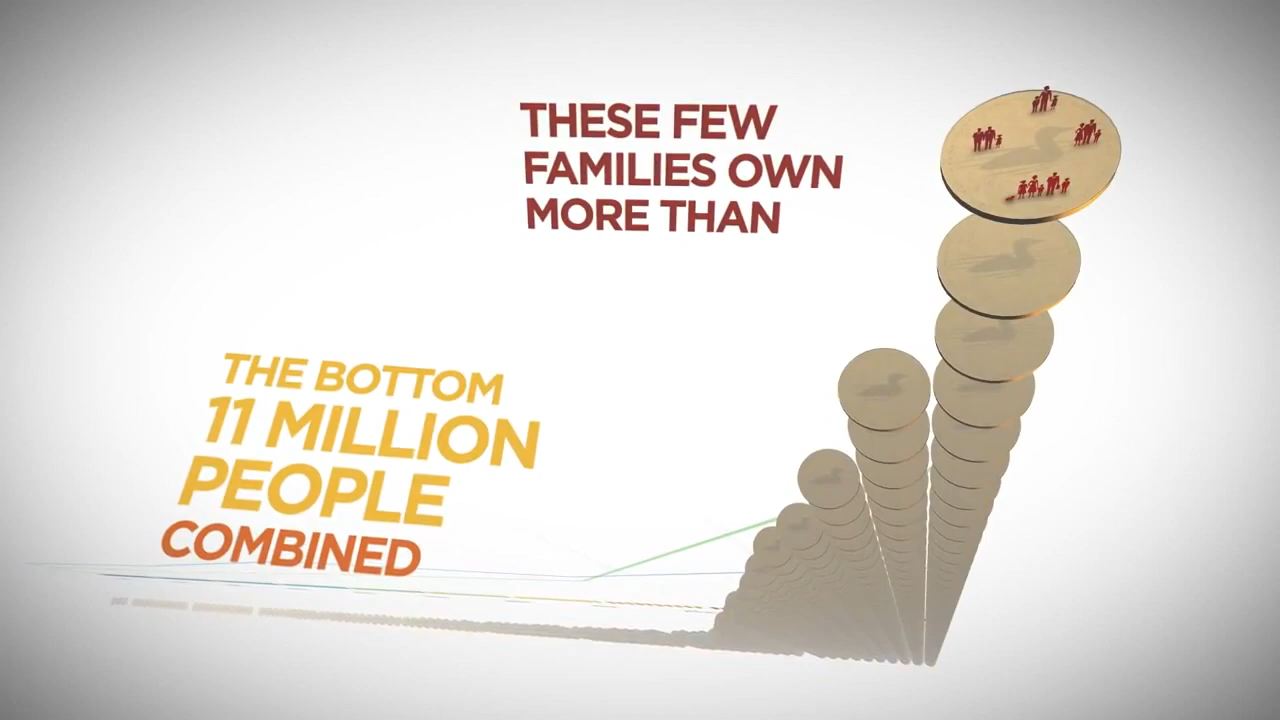 THESE FEW
FAMILIES OWN
MORE THAN
THE BOTTOM
11 MILLION
PEOPLE
COMBINED